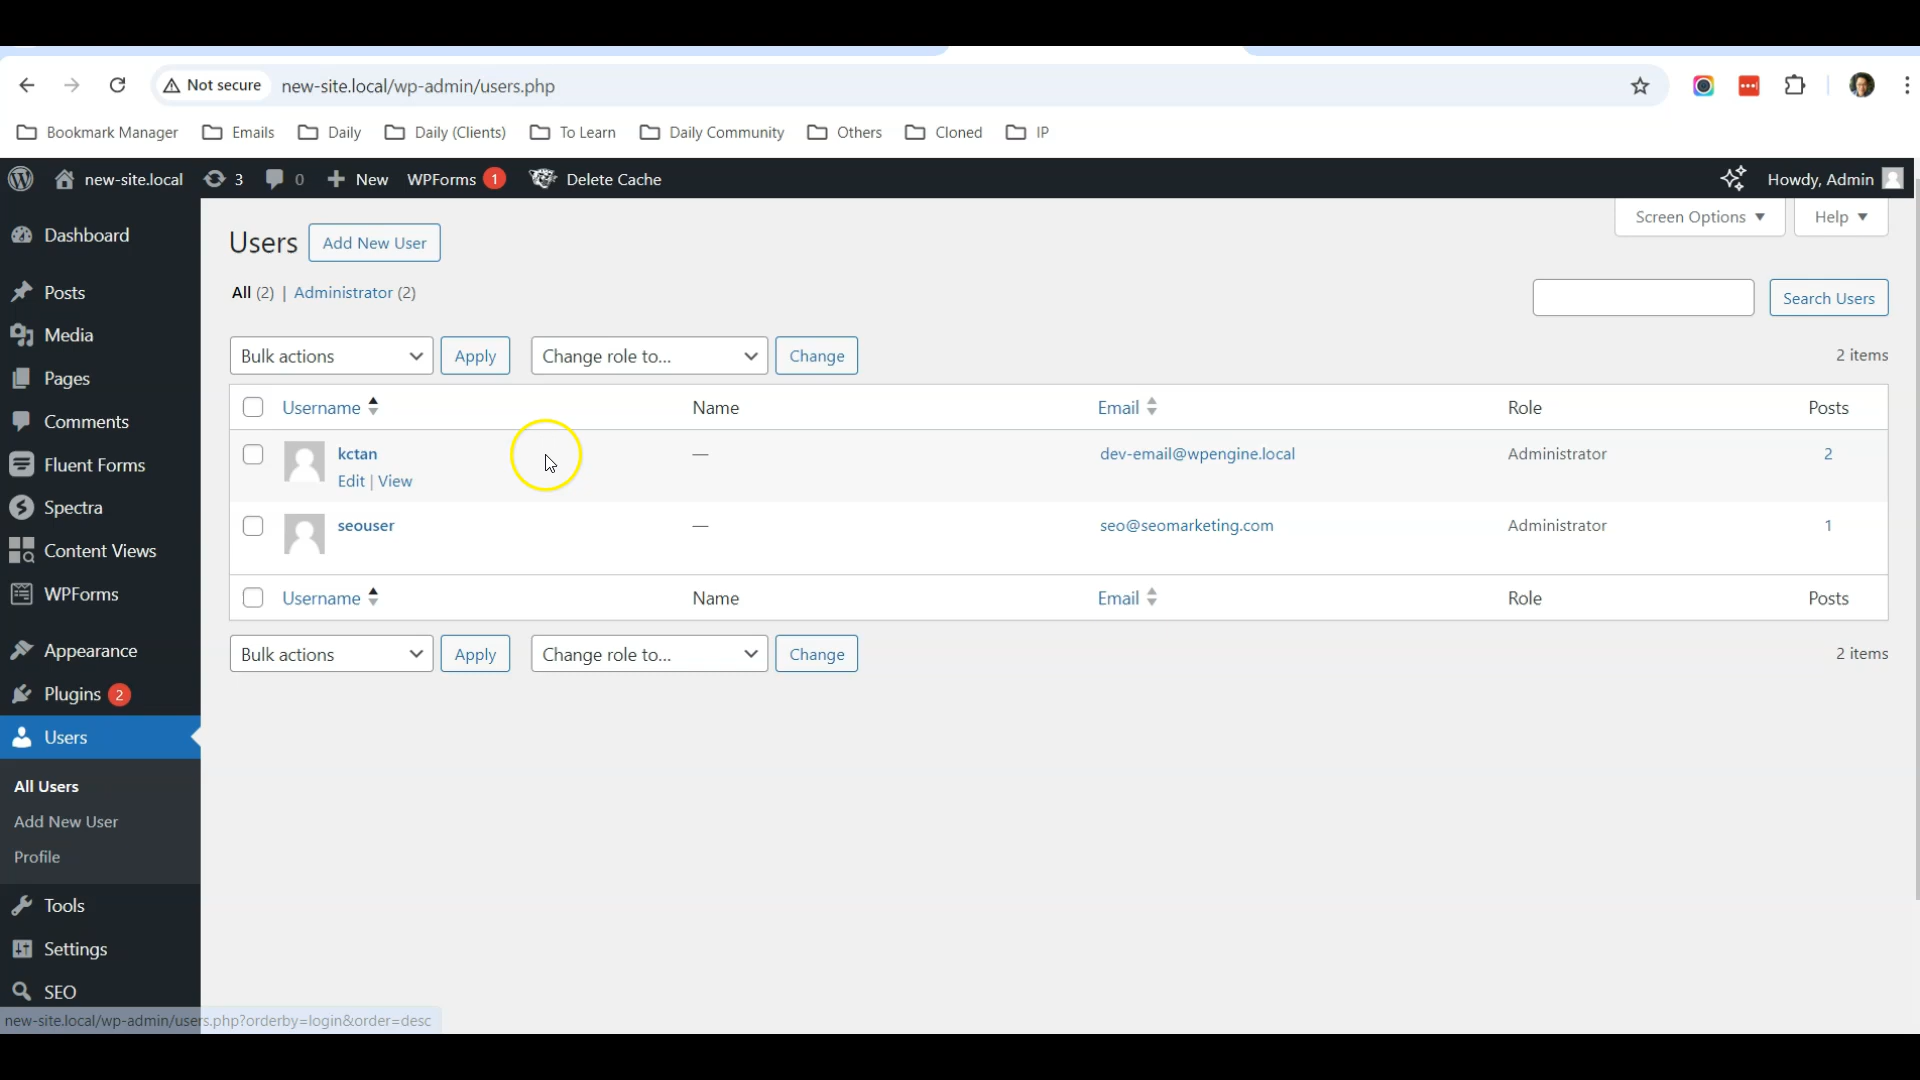 Not secure new-site.local/wp-admin/users.php
Bookmark Manager Emails Daily Daily (Clients) To Learn Daily Community Others Cloned IP
new-site.local 3 0 New WPForms 1 Delete Cache Howdy, Admin
Screen Options Help
Dashboard
Posts
Media
Pages
Comments
Fluent Forms
Spectra
Content Views
WPForms
Appearance
Plugins 2
Users
All Users
Add New User
Profile
Tools
Settings
SEO
Users Add New User
All (2) | Administrator (2)
Search Users
Bulk actions Apply Change role to... Change 2 items
Username Name Email Role Posts
kctan — dev-email@wpengine.local Administrator 2
Edit | View
seouser — seo@seomarketing.com Administrator 1
Username Name Email Role Posts
Bulk actions Apply Change role to... Change 2 items
new-site.local/wp-admin/users.php?orderby=login&order=desc